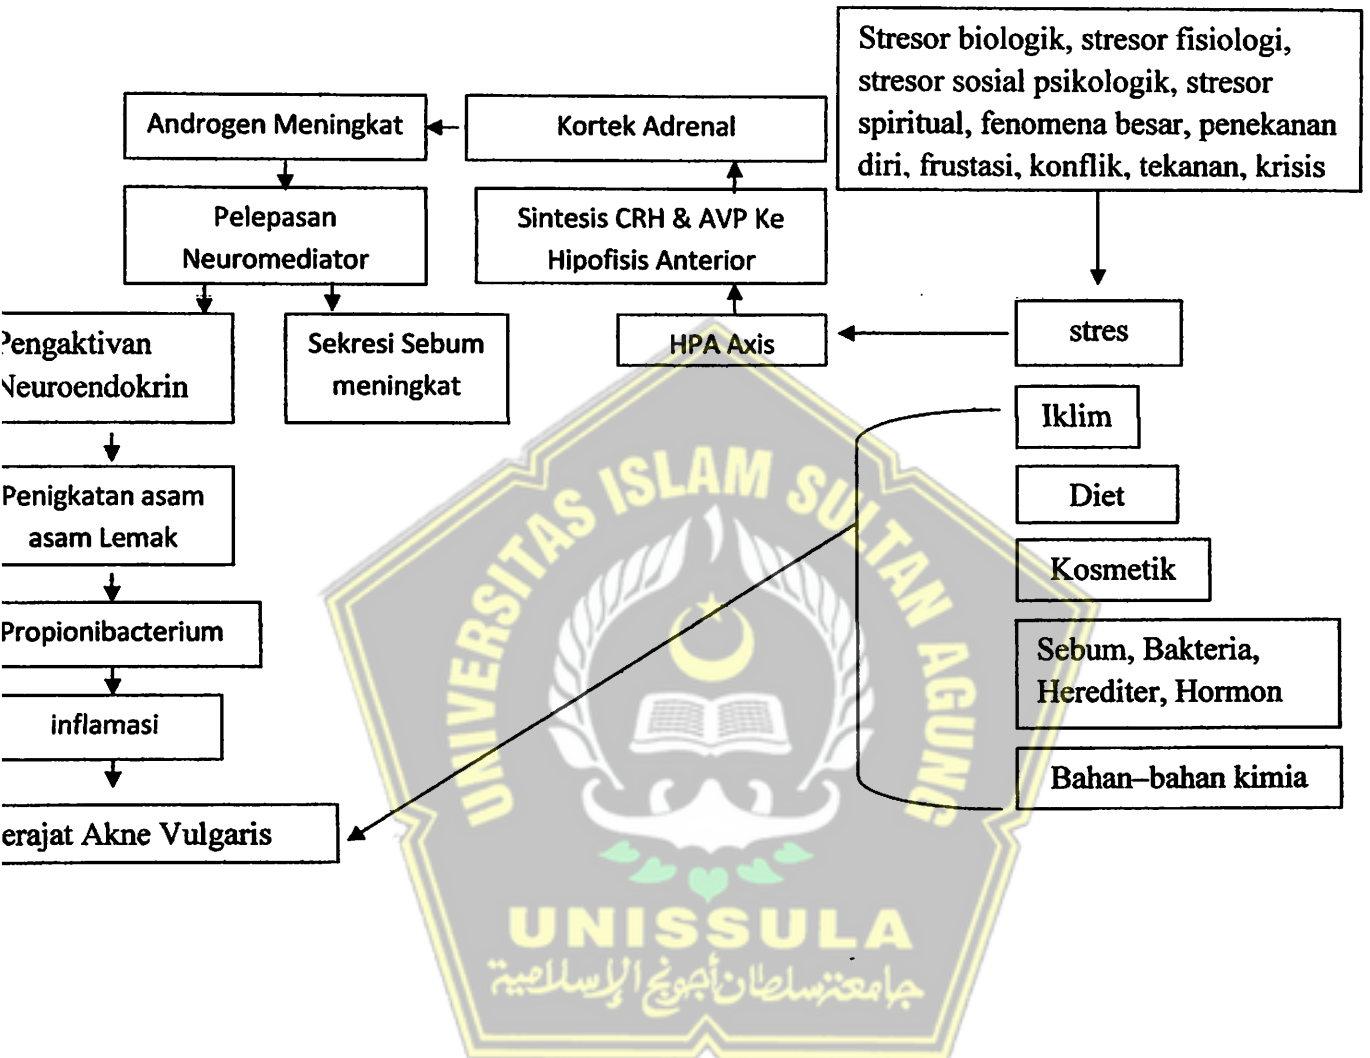 Stresor biologik, stresor fisiologi,
stresor sosial psikologik, stresor
spiritual, fenomena besar, penekanan
diri, frustasi, konflik, tekanan, krisis
Androgen Meningkat
Kortek Adrenal
Pelepasan
Neuromediator
Sintesis CRH & AVP Ke
Hipofisis Anterior
Pengaktivan
Neuroendokrin
Sekresi Sebum
meningkat
HPA Axis
stres
Iklim
Penigkatan asam
asam Lemak
Diet
Kosmetik
Propionibacterium
Sebum, Bakteria,
Herediter, Hormon
inflamasi
Bahan–bahan kimia
erajat Akne Vulgaris
UNIVERSITAS ISLAM SULTAN AGUNG
UNISSULA
جامعة سلطان أجونج الإسلامية